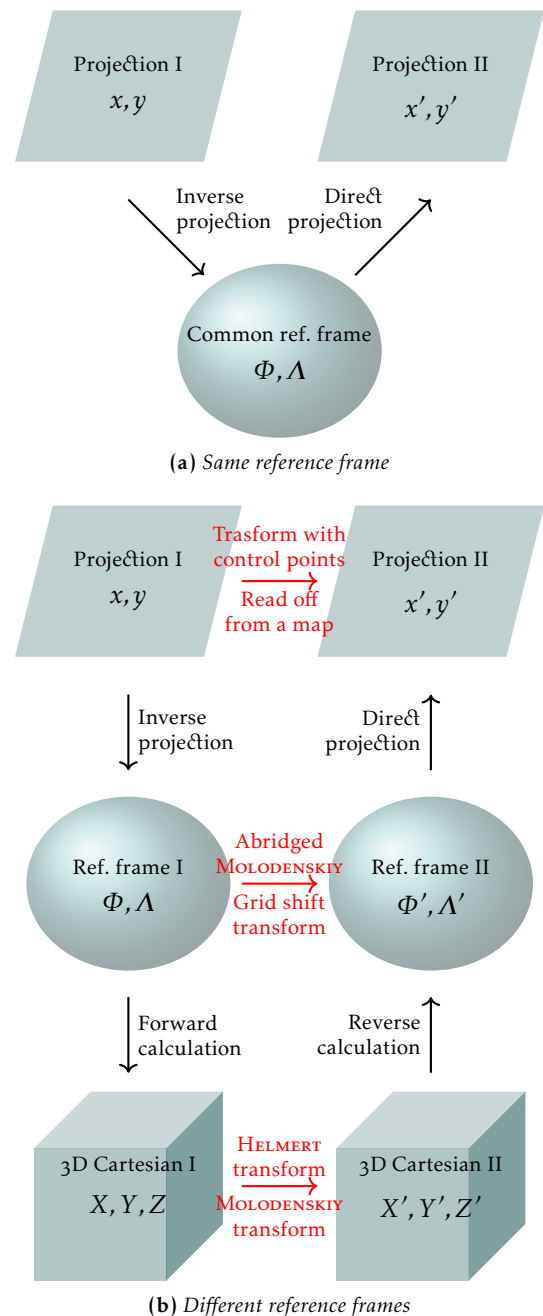 Projection I
x, y
Projection II
x′, y′
Inverse
projection
Direct
projection
Common ref. frame
Φ, Λ
(a) Same reference frame
Projection I
x, y
Trasform with
control points
Read off
from a map
Projection II
x′, y′
Inverse
projection
Direct
projection
Ref. frame I
Φ, Λ
Abridged
MOLODENSKIY
Grid shift
transform
Ref. frame II
Φ′, Λ′
Forward
calculation
Reverse
calculation
3D Cartesian I
X, Y, Z
HELMERT
transform
MOLODENSKIY
transform
3D Cartesian II
X′, Y′, Z′
(b) Different reference frames